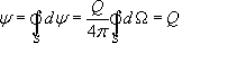 ψ = ∮_S dψ = Q/4π ∮_S dΩ = Q